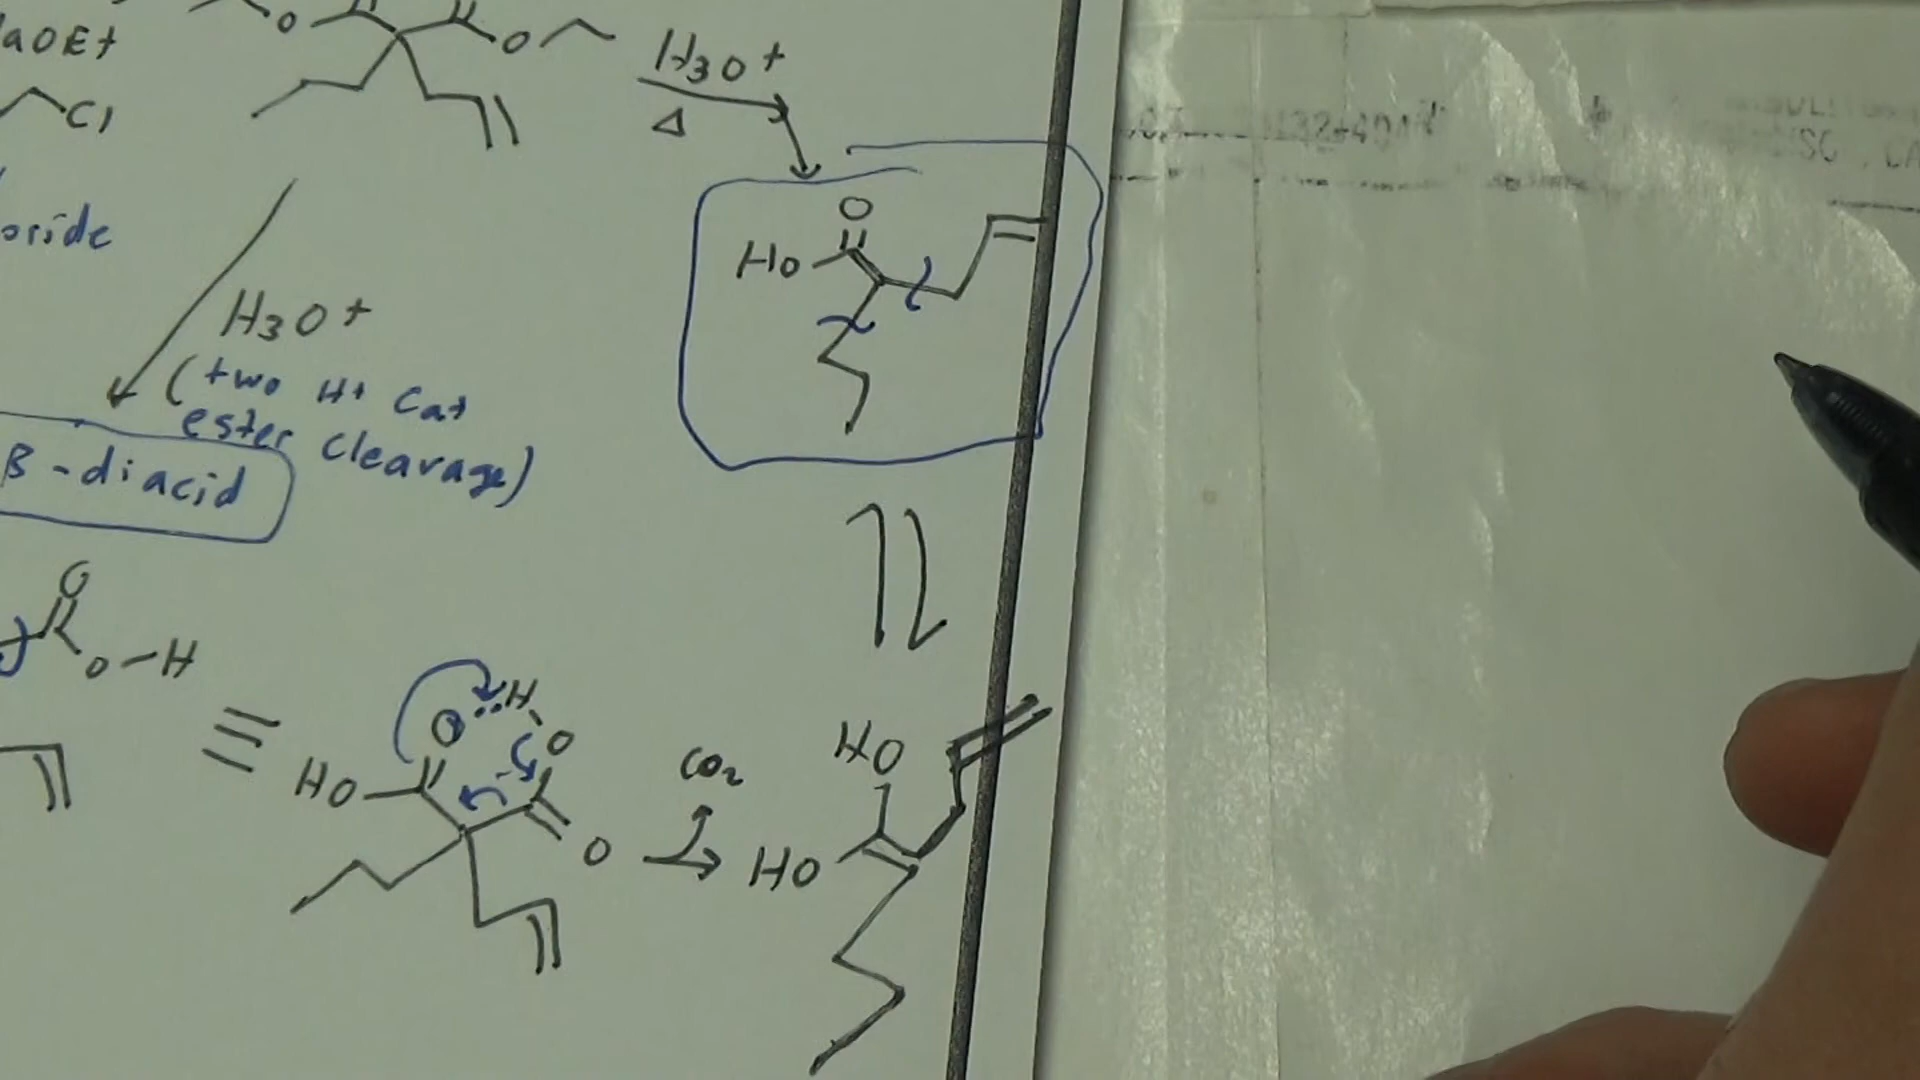 aOEt
O
O
H3O+
Δ
Cl
oride
O
HO
H3O+
(two H+ Cat
ester cleavage)
β-diacid
O
O-H
H
O
O
HO
O
CO2
HO
HO